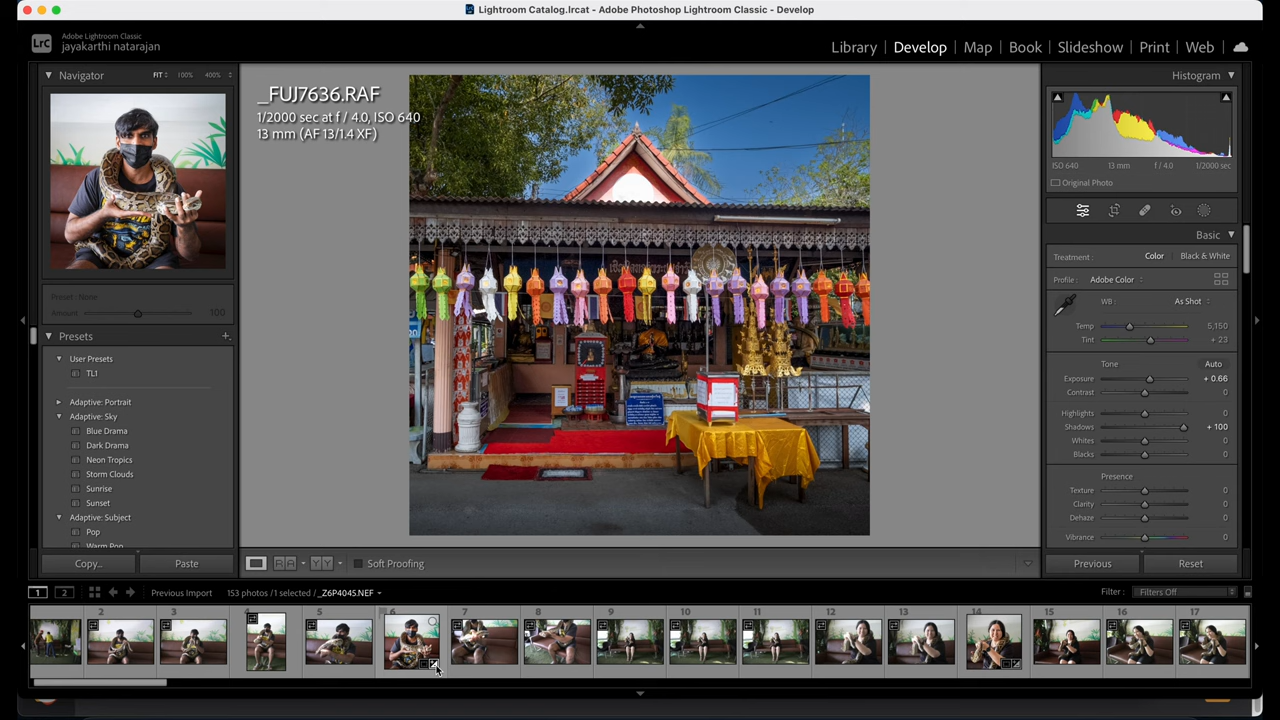 Lightroom Catalog.lrcat - Adobe Photoshop Lightroom Classic - Develop
LrC
Adobe Lightroom Classic
jayakarthi natarajan
Library | Develop | Map | Book | Slideshow | Print | Web
Navigator
FIT 100% 400%
_FUJ7636.RAF
1/2000 sec at f / 4.0, ISO 640
13 mm (AF 13/1.4 XF)
Histogram
ISO 640 13 mm f / 4.0 1/2000 sec
Original Photo
Basic
Treatment : Color | Black & White
Profile : Adobe Color
WB : As Shot
Temp 5,150
Tint + 23
Tone Auto
Exposure + 0.66
Contrast 0
Highlights 0
Shadows + 100
Whites 0
Blacks 0
Presence
Texture 0
Clarity 0
Dehaze 0
Vibrance 0
Previous Reset
Preset : None
Amount 100
Presets
User Presets
TL1
Adaptive: Portrait
Adaptive: Sky
Blue Drama
Dark Drama
Neon Tropics
Storm Clouds
Sunrise
Sunset
Adaptive: Subject
Pop
Warm Pop
Copy... Paste
R A Y Y Soft Proofing
1 2 Previous Import 153 photos / 1 selected / _Z6P4045.NEF
Filter : Filters Off
2 3 4 5 6 7 8 9 10 11 12 13 14 15 16 17